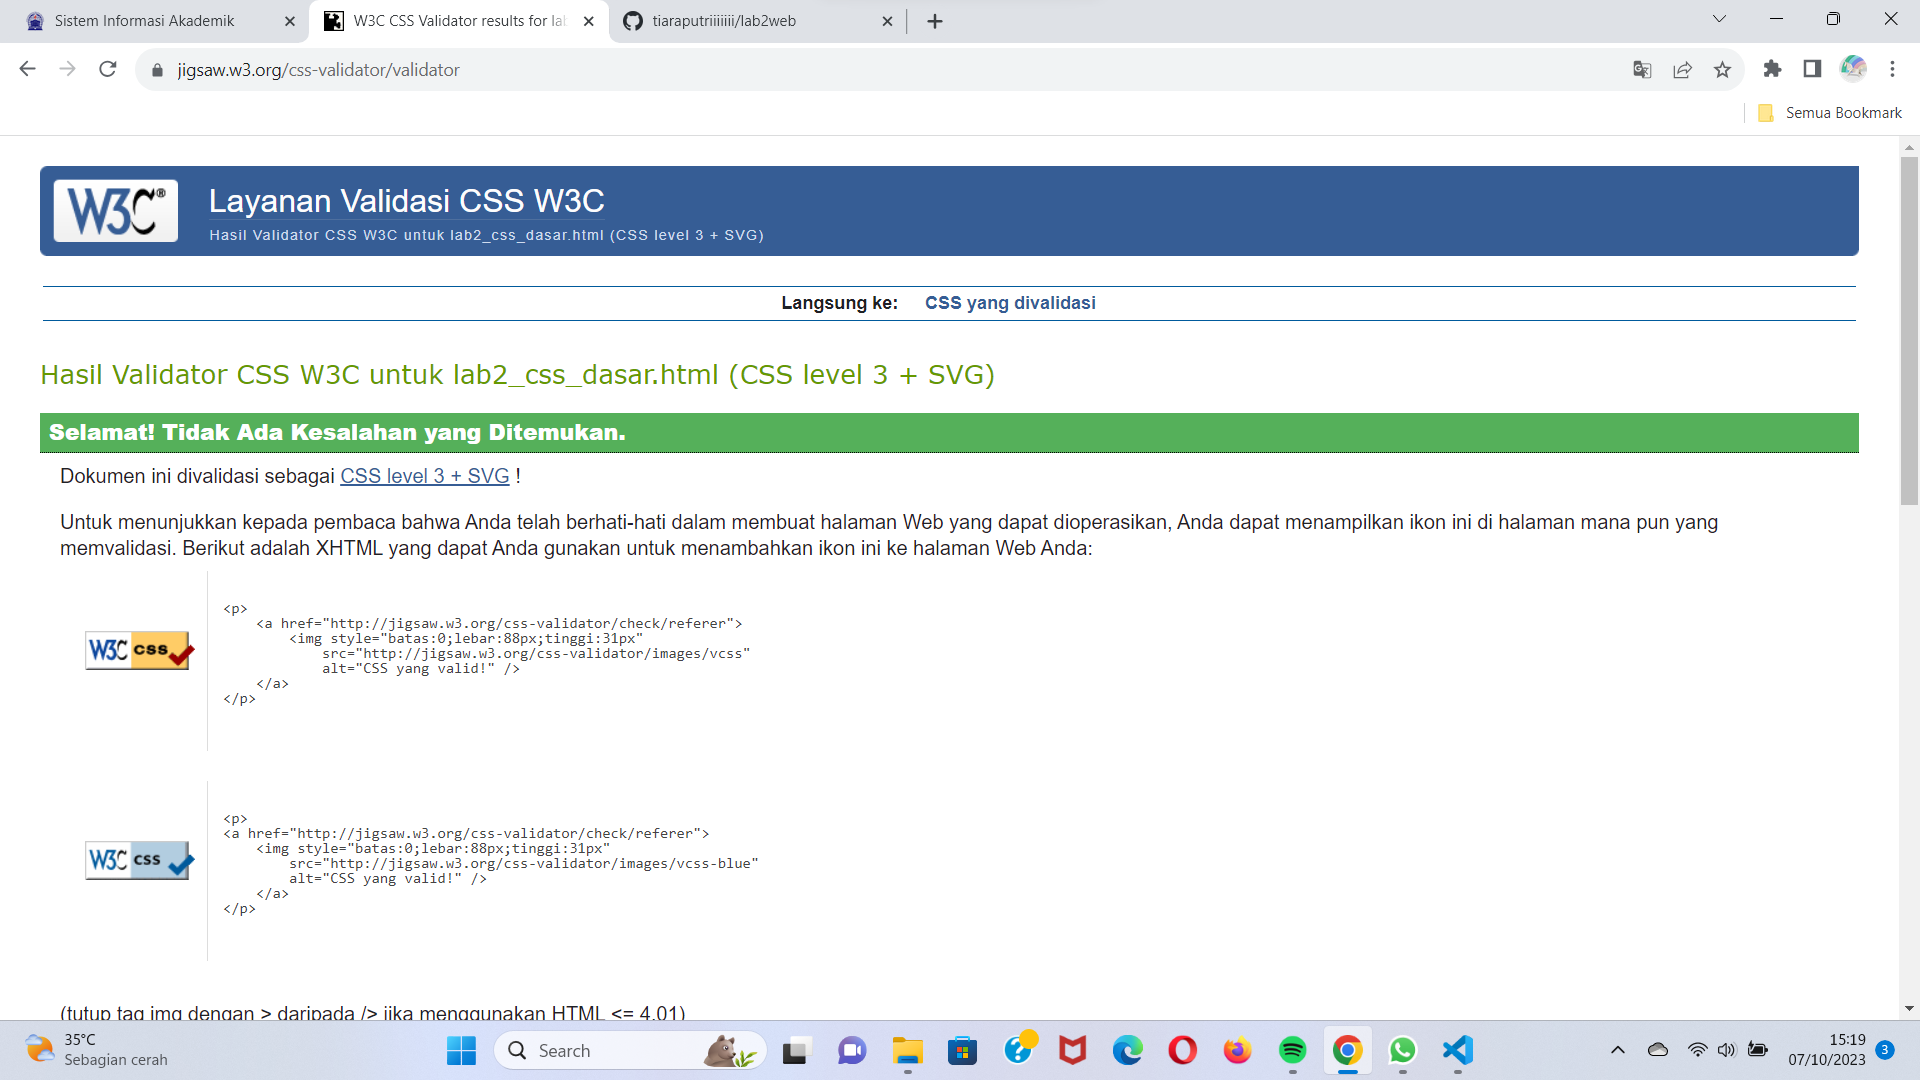 Sistem Informasi Akademik
W3C CSS Validator results for lab
tiaraputriiiiiii/lab2web
jigsaw.w3.org/css-validator/validator
Semua Bookmark
W3C®
Layanan Validasi CSS W3C
Hasil Validator CSS W3C untuk lab2_css_dasar.html (CSS level 3 + SVG)
Langsung ke: CSS yang divalidasi
Hasil Validator CSS W3C untuk lab2_css_dasar.html (CSS level 3 + SVG)
Selamat! Tidak Ada Kesalahan yang Ditemukan.
Dokumen ini divalidasi sebagai CSS level 3 + SVG !
Untuk menunjukkan kepada pembaca bahwa Anda telah berhati-hati dalam membuat halaman Web yang dapat dioperasikan, Anda dapat menampilkan ikon ini di halaman mana pun yang
memvalidasi. Berikut adalah XHTML yang dapat Anda gunakan untuk menambahkan ikon ini ke halaman Web Anda:
W3C css
<p>
<a href="http://jigsaw.w3.org/css-validator/check/referer">
<img style="batas:0;lebar:88px;tinggi:31px"
src="http://jigsaw.w3.org/css-validator/images/vcss"
alt="CSS yang valid!" />
</a>
</p>
W3C css
<p>
<a href="http://jigsaw.w3.org/css-validator/check/referer">
<img style="batas:0;lebar:88px;tinggi:31px"
src="http://jigsaw.w3.org/css-validator/images/vcss-blue"
alt="CSS yang valid!" />
</a>
</p>
(tutup tag img dengan > daripada /> jika menggunakan HTML <= 4.01)
35°C
Sebagian cerah
Search
15:19
07/10/2023
3